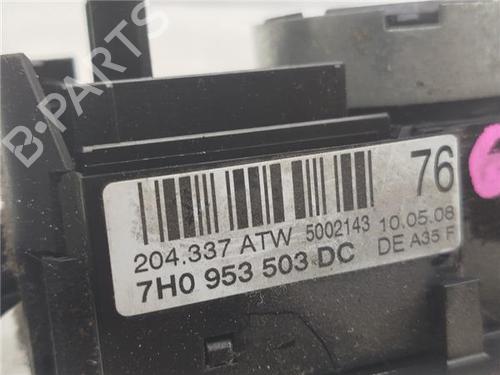 B-PARTS
76
204.337 ATW 5002143 10.05.08
7H0 953 503 DC DE A35 F